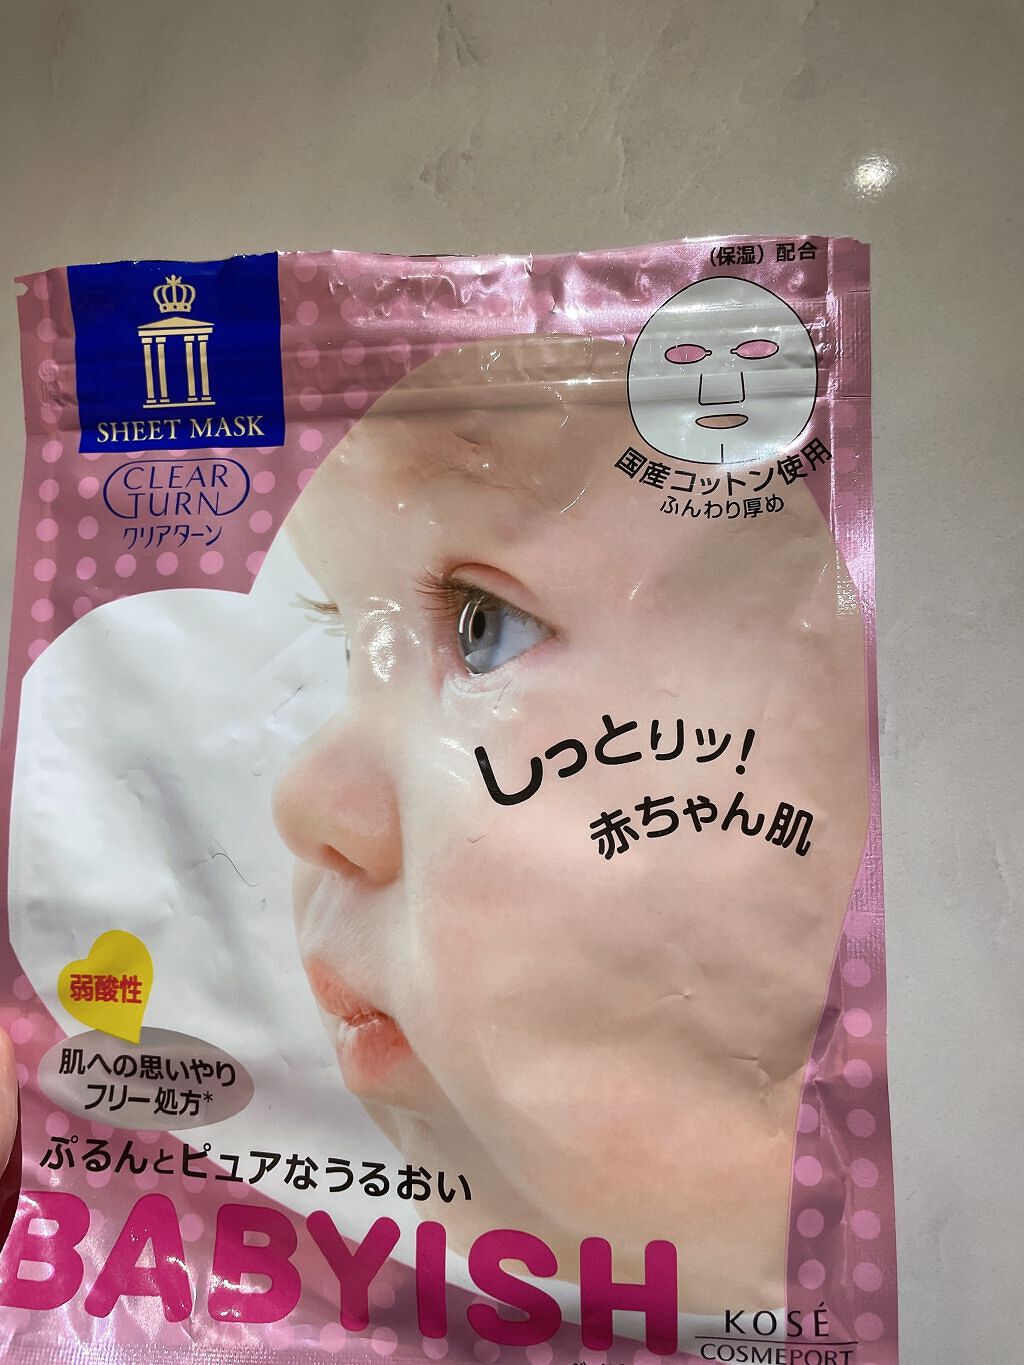 (保湿) 配合
SHEET MASK
CLEAR
TURN
クリアターン
国産コットン使用
ふんわり厚め
しっとりッ!
赤ちゃん肌
弱酸性
肌への思いやり
フリー処方*
ぷるんとピュアなうるおい
BABYISH
KOSÉ
COSMEPORT